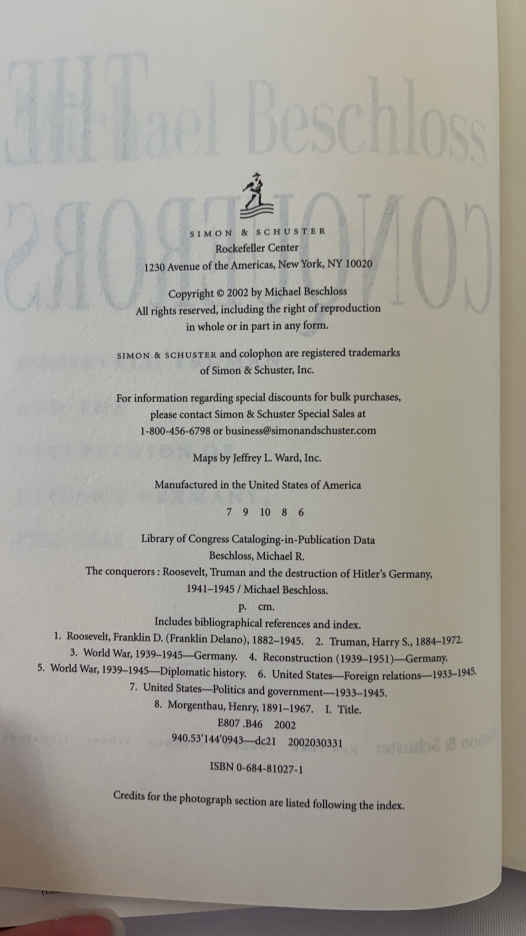 SIMON & SCHUSTER
Rockefeller Center
1230 Avenue of the Americas, New York, NY 10020
Copyright © 2002 by Michael Beschloss
All rights reserved, including the right of reproduction
in whole or in part in any form.
SIMON & SCHUSTER and colophon are registered trademarks
of Simon & Schuster, Inc.
For information regarding special discounts for bulk purchases,
please contact Simon & Schuster Special Sales at
1-800-456-6798 or business@simonandschuster.com
Maps by Jeffrey L. Ward, Inc.
Manufactured in the United States of America
7 9 10 8 6
Library of Congress Cataloging-in-Publication Data
Beschloss, Michael R.
The conquerors : Roosevelt, Truman and the destruction of Hitler's Germany,
1941–1945 / Michael Beschloss.
p. cm.
Includes bibliographical references and index.
1. Roosevelt, Franklin D. (Franklin Delano), 1882–1945. 2. Truman, Harry S., 1884–1972.
3. World War, 1939–1945—Germany. 4. Reconstruction (1939–1951)—Germany.
5. World War, 1939–1945—Diplomatic history. 6. United States—Foreign relations—1933–1945.
7. United States—Politics and government—1933–1945.
8. Morgenthau, Henry, 1891–1967. I. Title.
E807 .B46 2002
940.53'144'0943—dc21 2002030331
ISBN 0-684-81027-1
Credits for the photograph section are listed following the index.